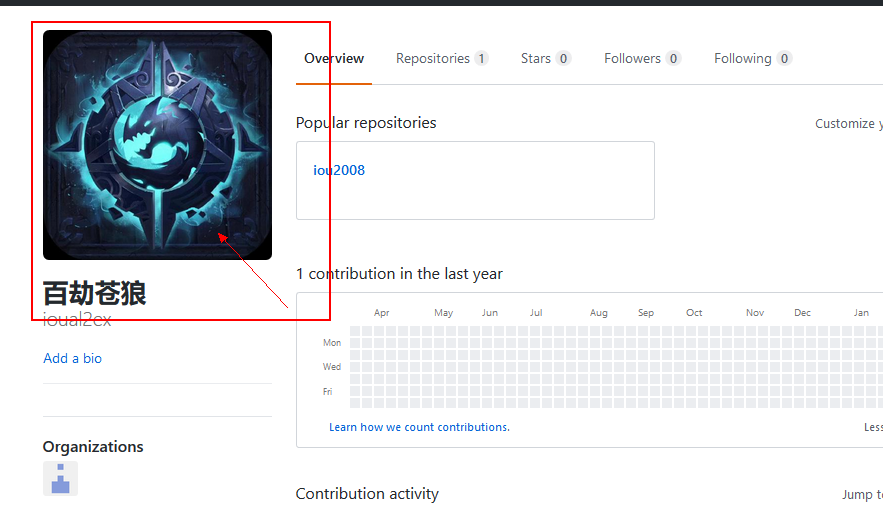 Overview Repositories 1 Stars 0 Followers 0 Following 0
Popular repositories
Customize y
iou2008
百劫苍狼
ioual2ex
Add a bio
Organizations
1 contribution in the last year
Apr May Jun Jul Aug Sep Oct Nov Dec Jan
Mon
Wed
Fri
Learn how we count contributions.
Less
Contribution activity
Jump to